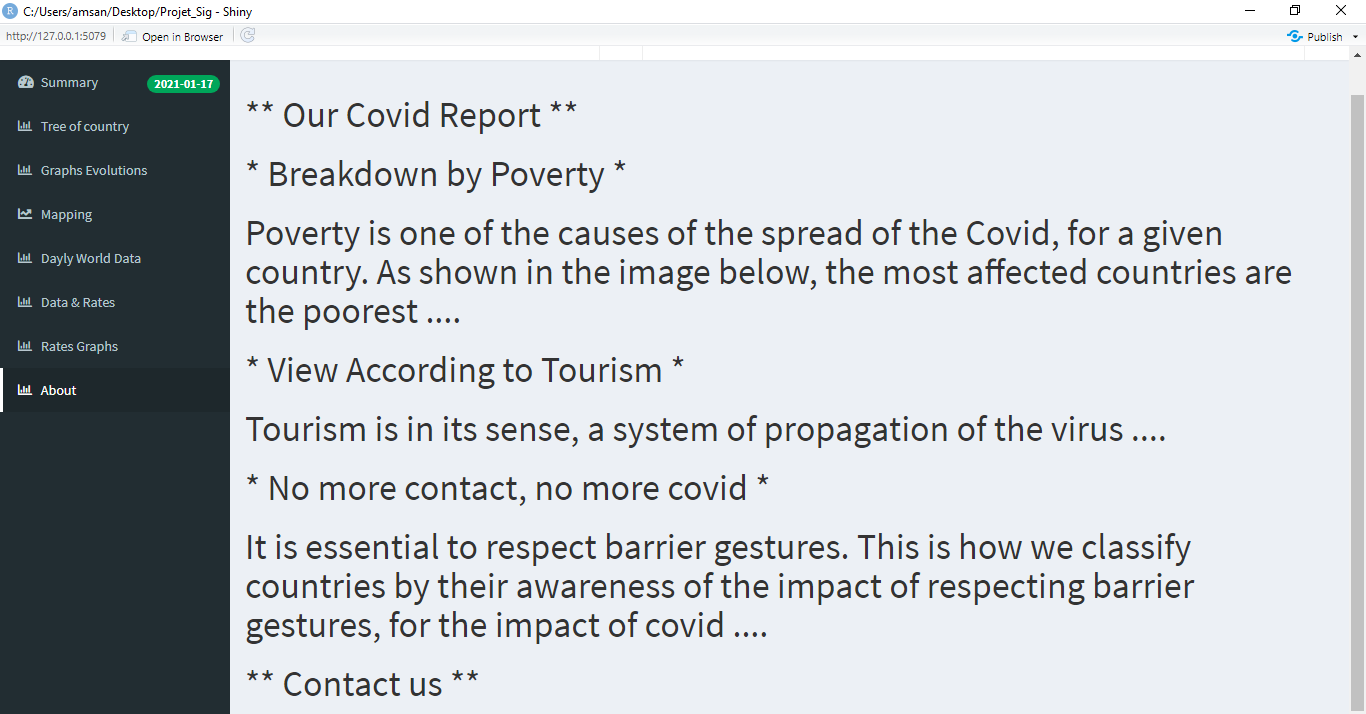 C:/Users/amsan/Desktop/Projet_Sig - Shiny
http://127.0.0.1:5079
Open in Browser
Publish
Summary
2021-01-17
Tree of country
Graphs Evolutions
Mapping
Dayly World Data
Data & Rates
Rates Graphs
About
** Our Covid Report **
* Breakdown by Poverty *
Poverty is one of the causes of the spread of the Covid, for a given
country. As shown in the image below, the most affected countries are
the poorest ....
* View According to Tourism *
Tourism is in its sense, a system of propagation of the virus ....
* No more contact, no more covid *
It is essential to respect barrier gestures. This is how we classify
countries by their awareness of the impact of respecting barrier
gestures, for the impact of covid ....
** Contact us **